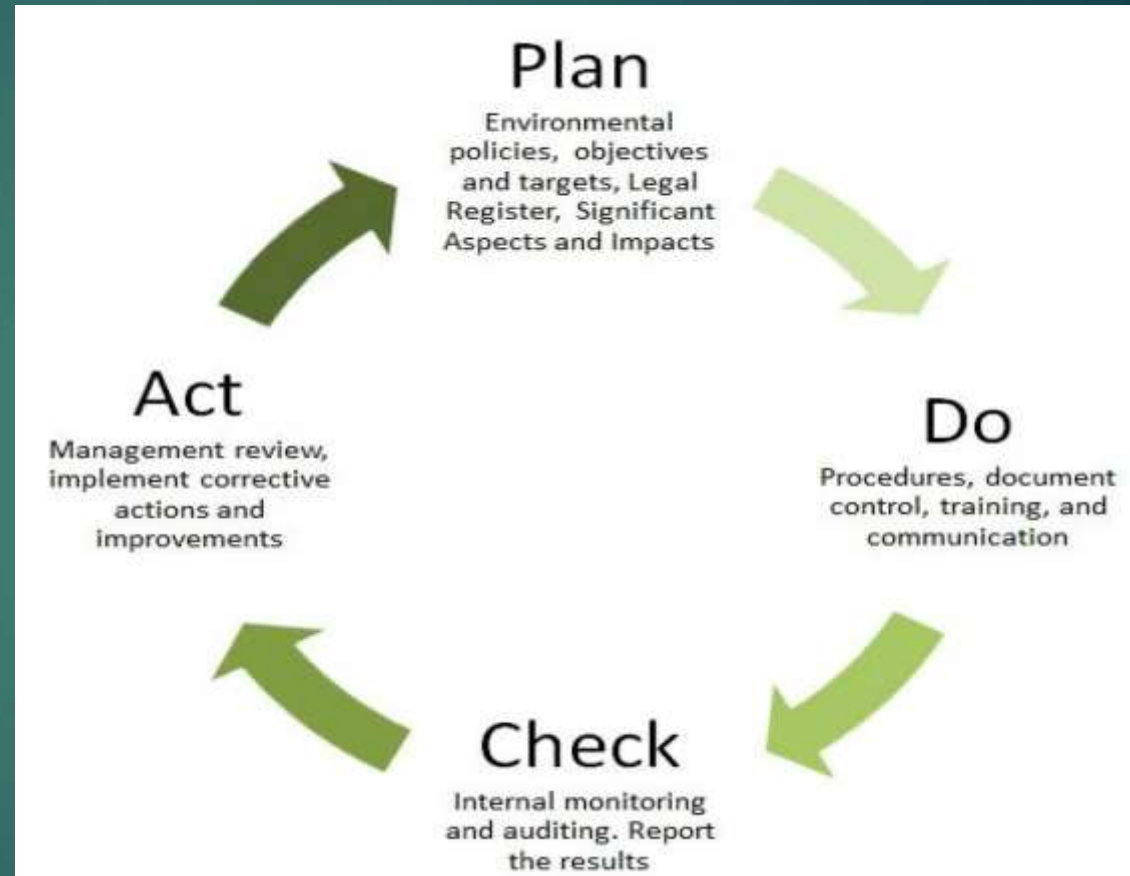 Plan
Environmental
policies, objectives
and targets, Legal
Register, Significant
Aspects and Impacts
Do
Procedures, document
control, training, and
communication
Check
Internal monitoring
and auditing. Report
the results
Act
Management review,
implement corrective
actions and
improvements